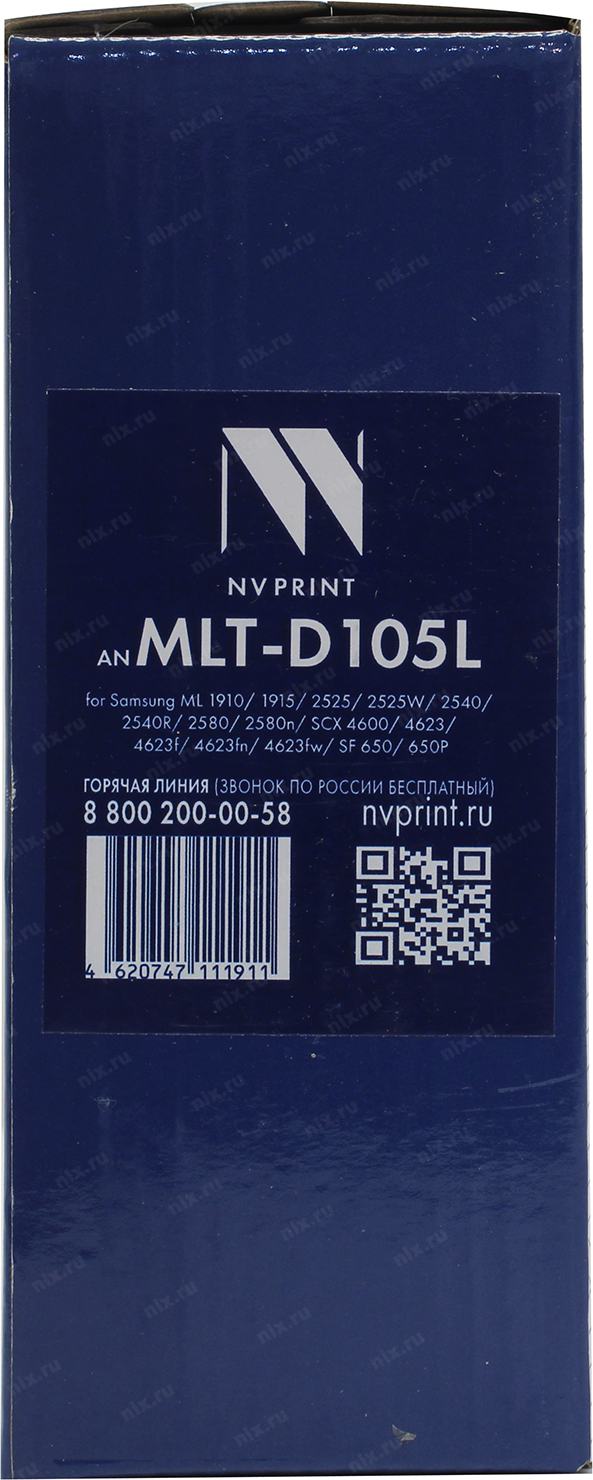 NV PRINT
AN MLT-D105L
for Samsung ML 1910/ 1915/ 2525/ 2525W/ 2540/
2540R/ 2580/ 2580n/ SCX 4600/ 4623/
4623f/ 4623fn/ 4623fw/ SF 650/ 650P
ГОРЯЧАЯ ЛИНИЯ (ЗВОНОК ПО РОССИИ БЕСПЛАТНЫЙ)
8 800 200-00-58 nvprint.ru
4 620747 111911
nix.ru